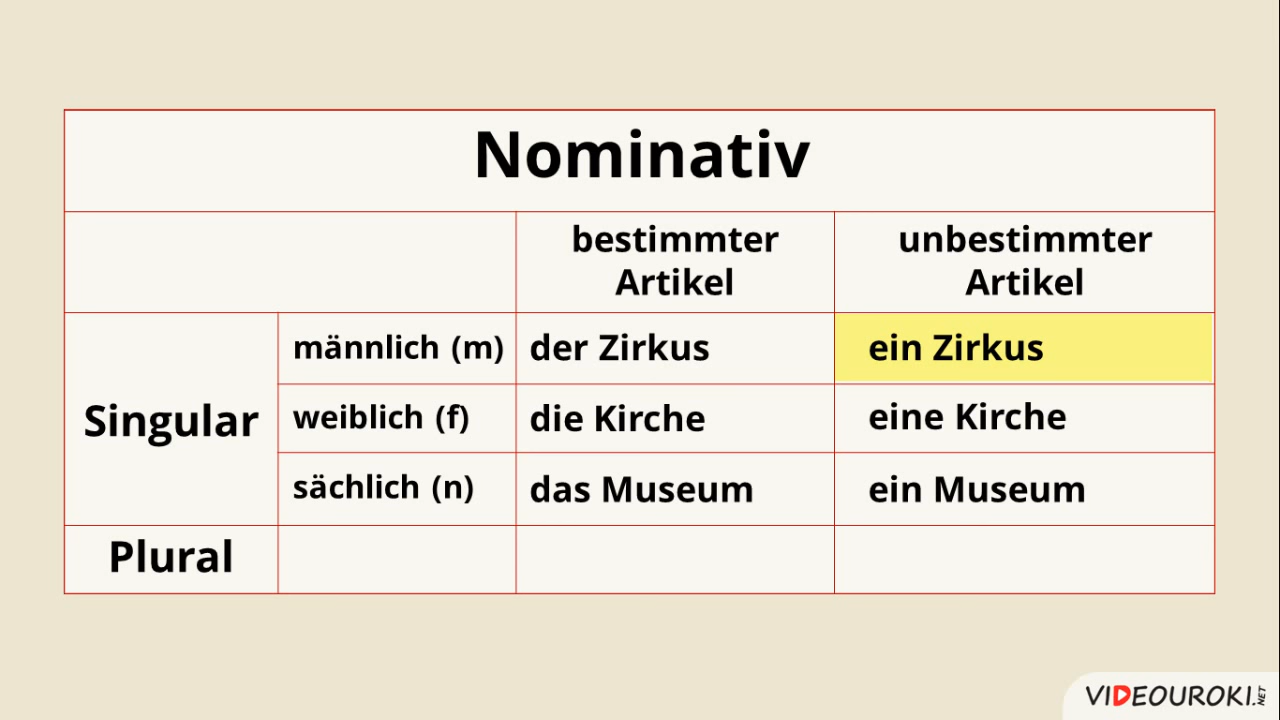 Nominativ
bestimmter
Artikel
unbestimmter
Artikel
Singular
männlich (m)
der Zirkus
ein Zirkus
weiblich (f)
die Kirche
eine Kirche
sächlich (n)
das Museum
ein Museum
Plural
VIDEOUROKI.NET